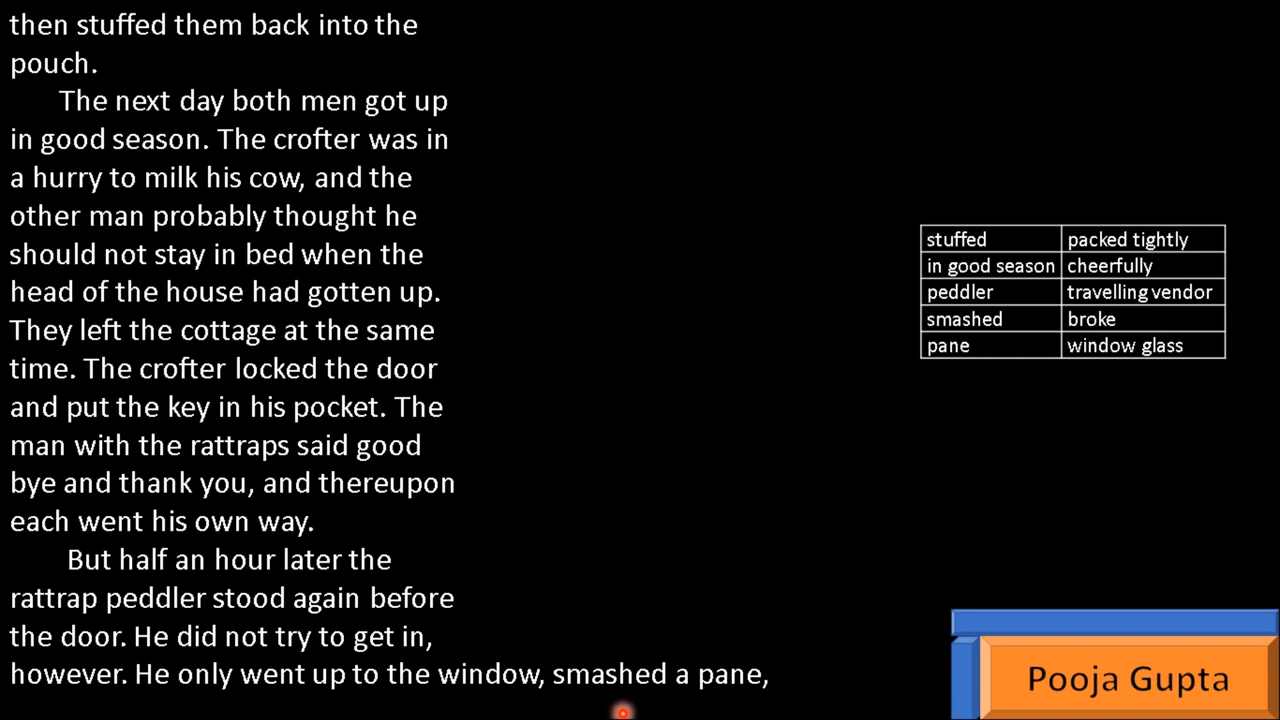 then stuffed them back into the
pouch.
The next day both men got up
in good season. The crofter was in
a hurry to milk his cow, and the
other man probably thought he
should not stay in bed when the
head of the house had gotten up.
They left the cottage at the same
time. The crofter locked the door
and put the key in his pocket. The
man with the rattraps said good
bye and thank you, and thereupon
each went his own way.
But half an hour later the
rattrap peddler stood again before
the door. He did not try to get in,
however. He only went up to the window, smashed a pane,
stuffed packed tightly
in good season cheerfully
peddler travelling vendor
smashed broke
pane window glass
Pooja Gupta